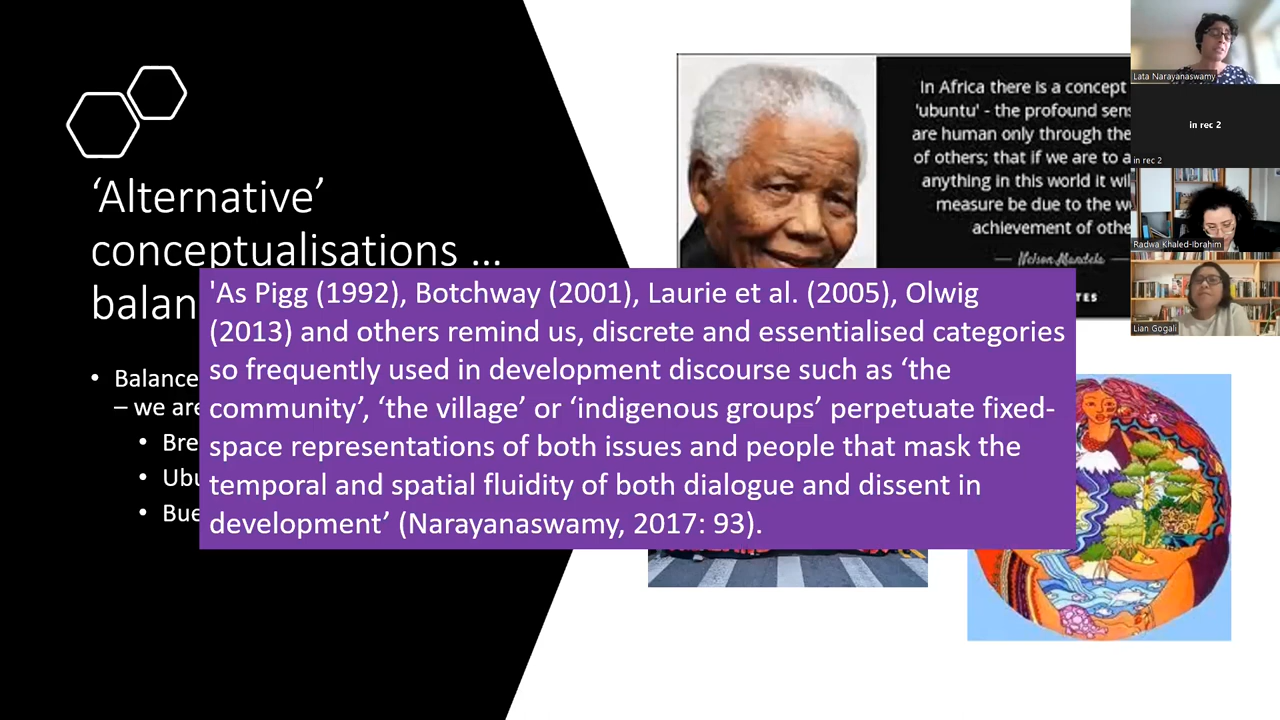 ‘Alternative’
conceptualisations ...
balan
• Balance
– we are
• Bre
• Ubu
• Bue
In Africa there is a concept
'ubuntu' - the profound sens
are human only through the
of others; that if we are to a
anything in this world it wil
measure be due to the w
achievement of othe
— Nelson Mandela —
TES
'As Pigg (1992), Botchway (2001), Laurie et al. (2005), Olwig
(2013) and others remind us, discrete and essentialised categories
so frequently used in development discourse such as ‘the
community’, ‘the village’ or ‘indigenous groups’ perpetuate fixed-
space representations of both issues and people that mask the
temporal and spatial fluidity of both dialogue and dissent in
development’ (Narayanaswamy, 2017: 93).
Lata Narayanaswamy
in rec 2
in rec 2
Radwa Khaled-Ibrahim
Lian Gogali